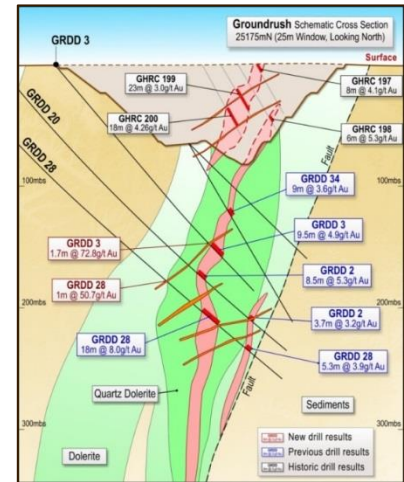 Groundrush Schematic Cross Section
25175mN (25m Window, Looking North)
GRDD 3
Surface
GHRC 199
23m @ 3.0g/t Au
GHRC 197
8m @ 4.1g/t Au
GRDD 20
GHRC 200
18m @ 4.26g/t Au
GHRC 198
6m @ 5.3g/t Au
GRDD 28
Fault
100mbs
GRDD 34
9m @ 3.6g/t Au
GRDD 3
1.7m @ 72.8g/t Au
GRDD 3
9.5m @ 4.9g/t Au
GRDD 28
1m @ 50.7g/t Au
GRDD 2
8.5m @ 5.3g/t Au
200mbs
GRDD 2
3.7m @ 3.2g/t Au
GRDD 28
18m @ 8.0g/t Au
GRDD 28
5.3m @ 3.9g/t Au
Quartz Dolerite
Fault
Sediments
300mbs
Dolerite
New drill results
Previous drill results
Historic drill results